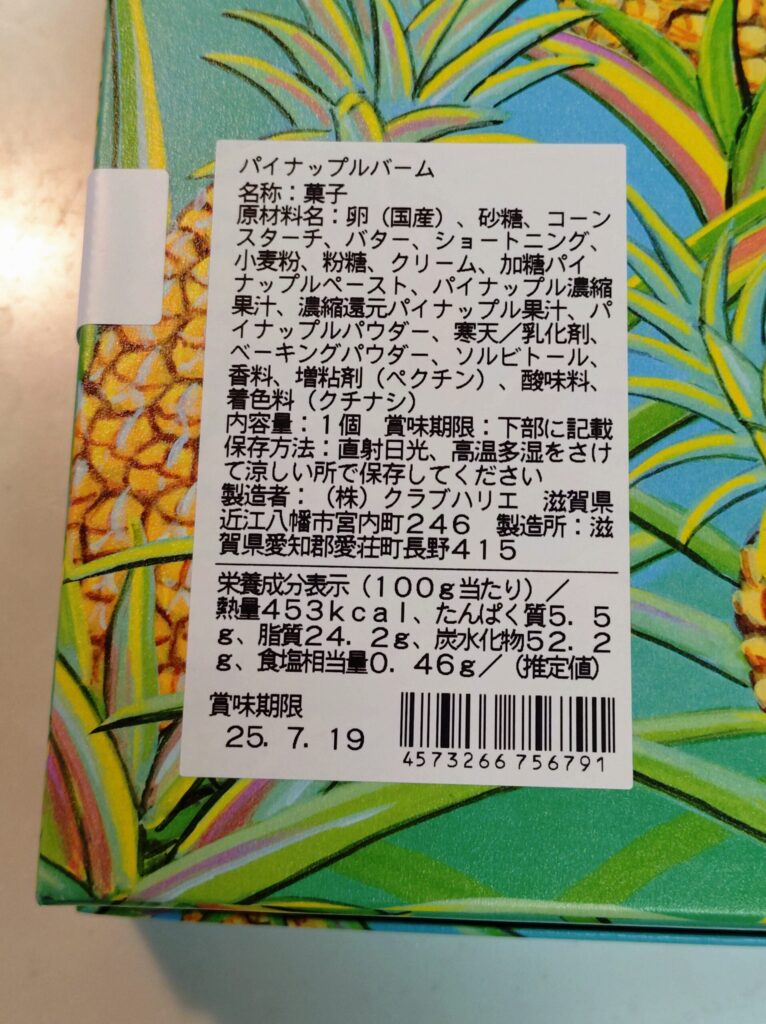 パイナップルバーム
名称：菓子
原材料名：卵（国産）、砂糖、コーン
スターチ、バター、ショートニング、
小麦粉、粉糖、クリーム、加糖パイ
ナップルペースト、パイナップル濃縮
果汁、濃縮還元パイナップル果汁、パ
イナップルパウダー、寒天／乳化剤、
ベーキングパウダー、ソルビトール、
香料、増粘剤（ペクチン）、酸味料、
着色料（クチナシ）
内容量：１個　賞味期限：下部に記載
保存方法：直射日光、高温多湿をさけ
て涼しい所で保存してください
製造者：（株）クラブハリエ　滋賀県
近江八幡市宮内町２４６　製造所：滋
賀県愛知郡愛荘町長野４１５
栄養成分表示（１００ｇ当たり）／
熱量４５３ｋｃａｌ、たんぱく質５．５
ｇ、脂質２４．２ｇ、炭水化物５２．２
ｇ、食塩相当量０．４６ｇ／（推定値）
賞味期限
25. 7. 19
4573266756791